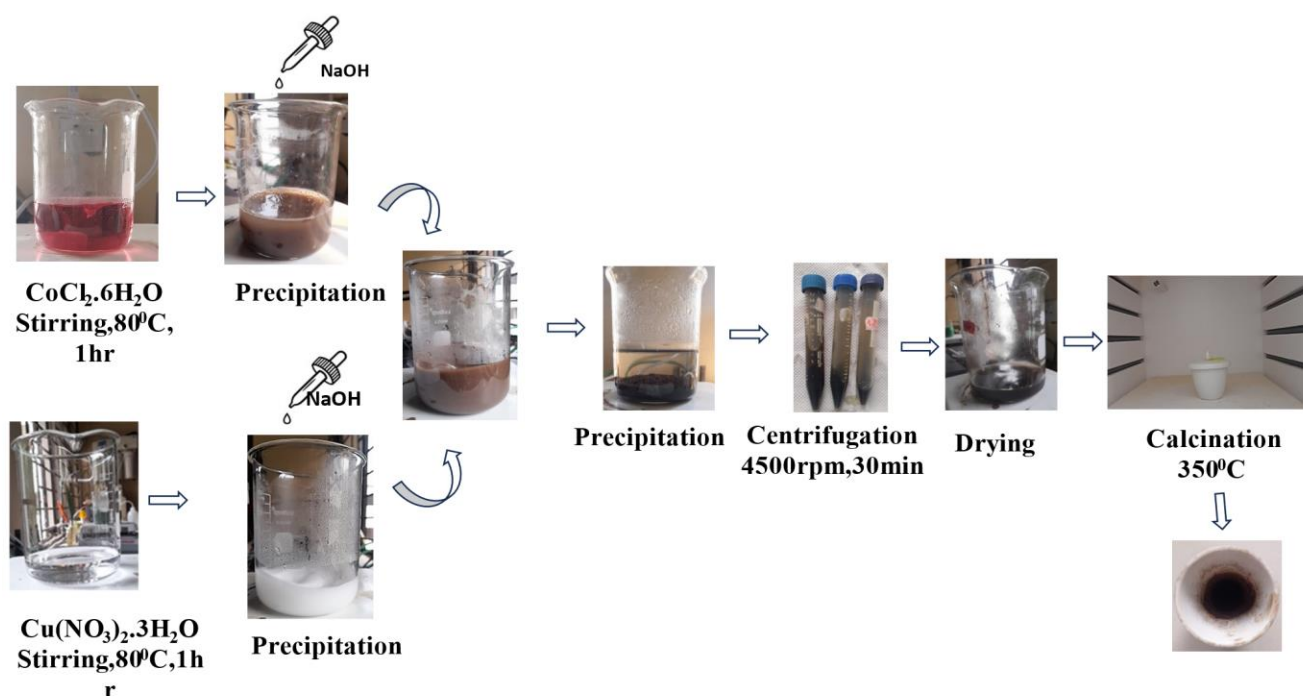 NaOH
CoCl₂.6H₂O
Stirring,80⁰C,
1hr
Precipitation
NaOH
Cu(NO₃)₂.3H₂O
Stirring,80⁰C,1h
r
Precipitation
Precipitation
Centrifugation
4500rpm,30min
Drying
Calcination
350⁰C